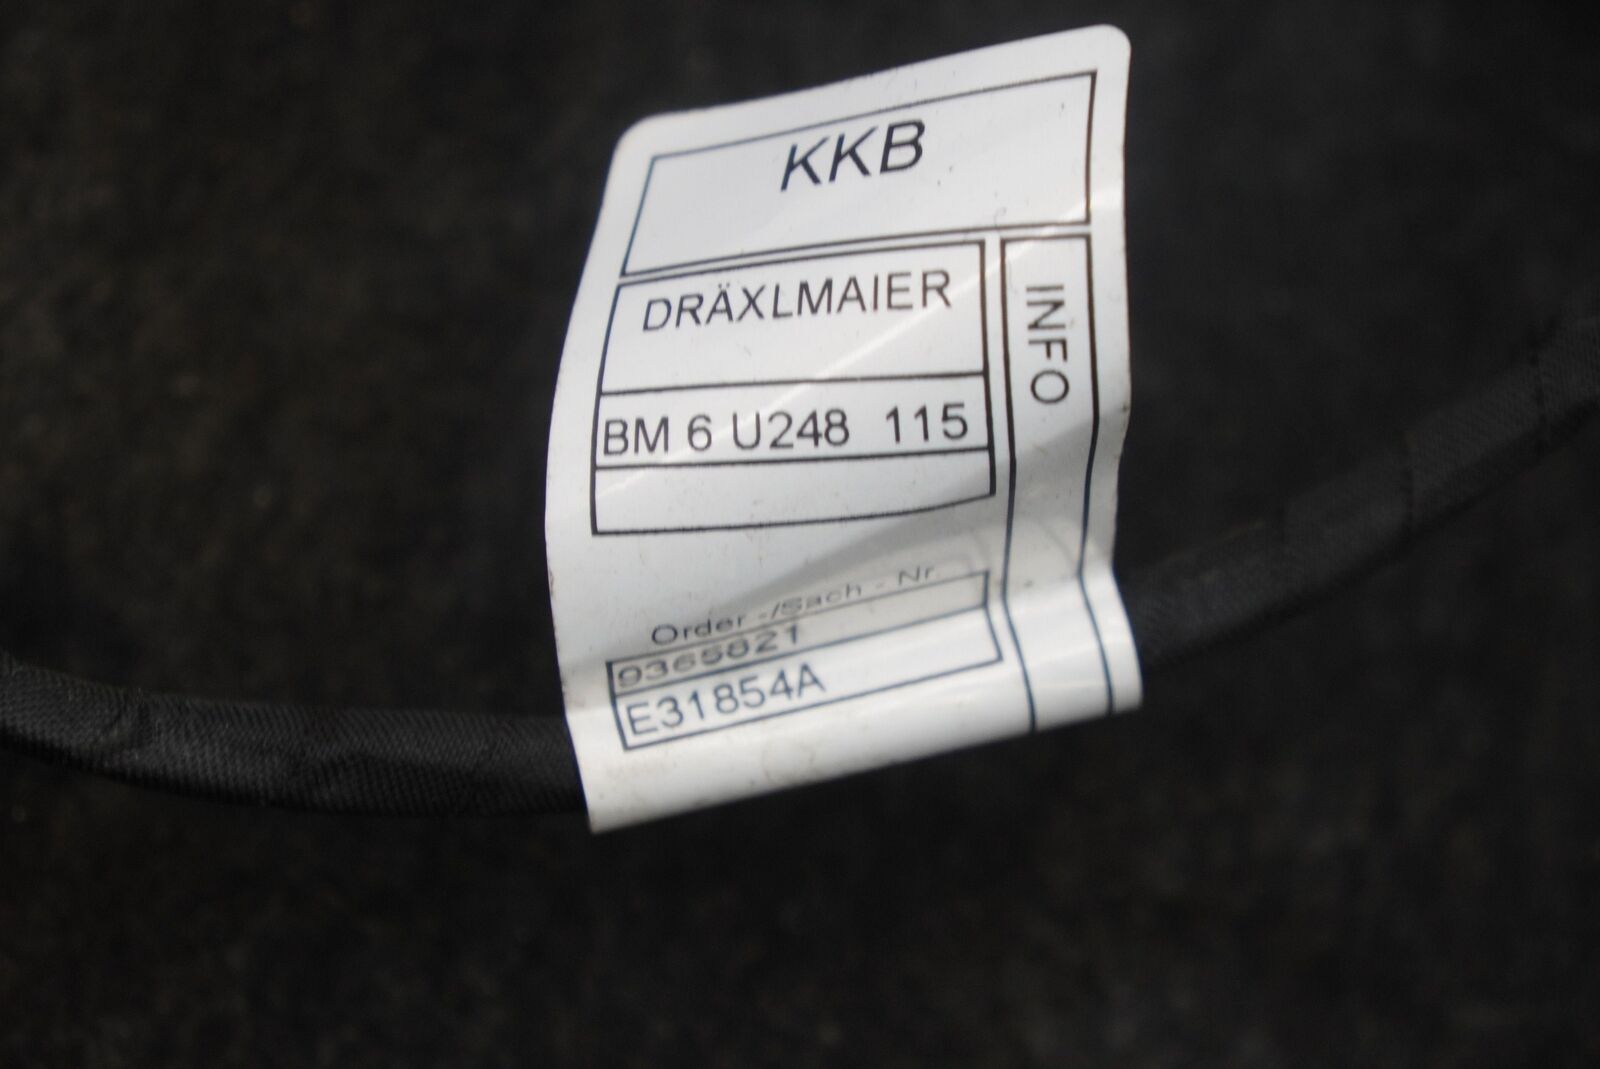 KKB
DRÄXLMAIER
INFO
BM 6 U248 115
Order -/Sach - Nr.
9365821
E31854A